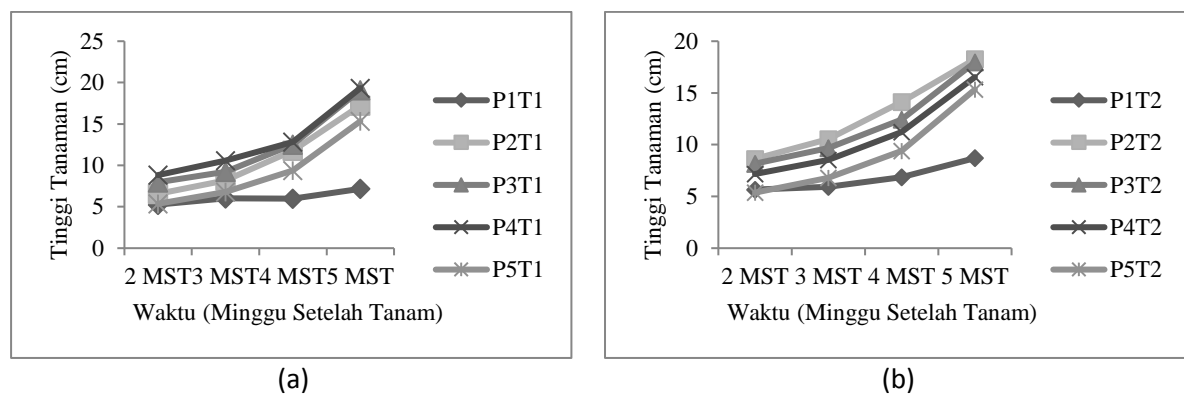 Tinggi Tanaman (cm)
25
20
15
10
5
0
2 MST3 MST4 MST5 MST
Waktu (Minggu Setelah Tanam)
P1T1
P2T1
P3T1
P4T1
P5T1
(a)
Tinggi Tanaman (cm)
20
15
10
5
0
2 MST 3 MST 4 MST 5 MST
Waktu (Minggu Setelah Tanam)
P1T2
P2T2
P3T2
P4T2
P5T2
(b)